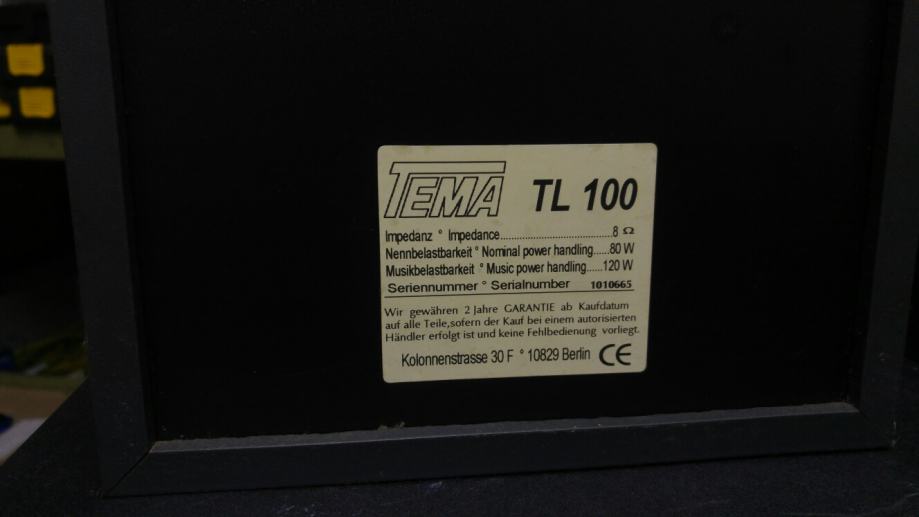 TEMA TL 100
Impedanz ° Impedance........................................8 Ω
Nennbelastbarkeit ° Nominal power handling......80 W
Musikbelastbarkeit ° Music power handling......120 W
Seriennummer ° Serialnumber 1010665
Wir gewähren 2 Jahre GARANTIE ab Kaufdatum
auf alle Teile,sofern der Kauf bei einem autorisierten
Händler erfolgt ist und keine Fehlbedienung vorliegt.
Kolonnenstrasse 30 F ° 10829 Berlin CE